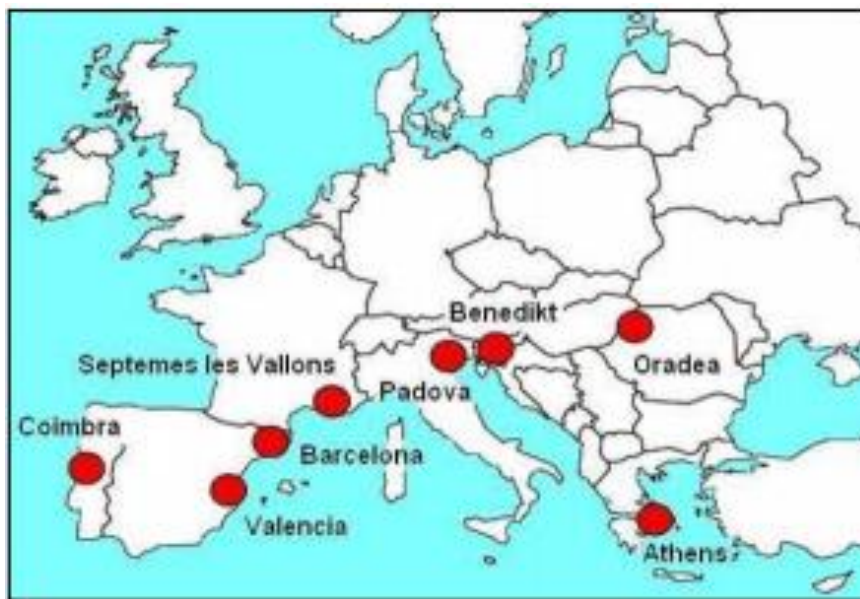 Benedikt
Septemes les Vallons
Oradea
Padova
Coimbra
Barcelona
Valencia
Athens